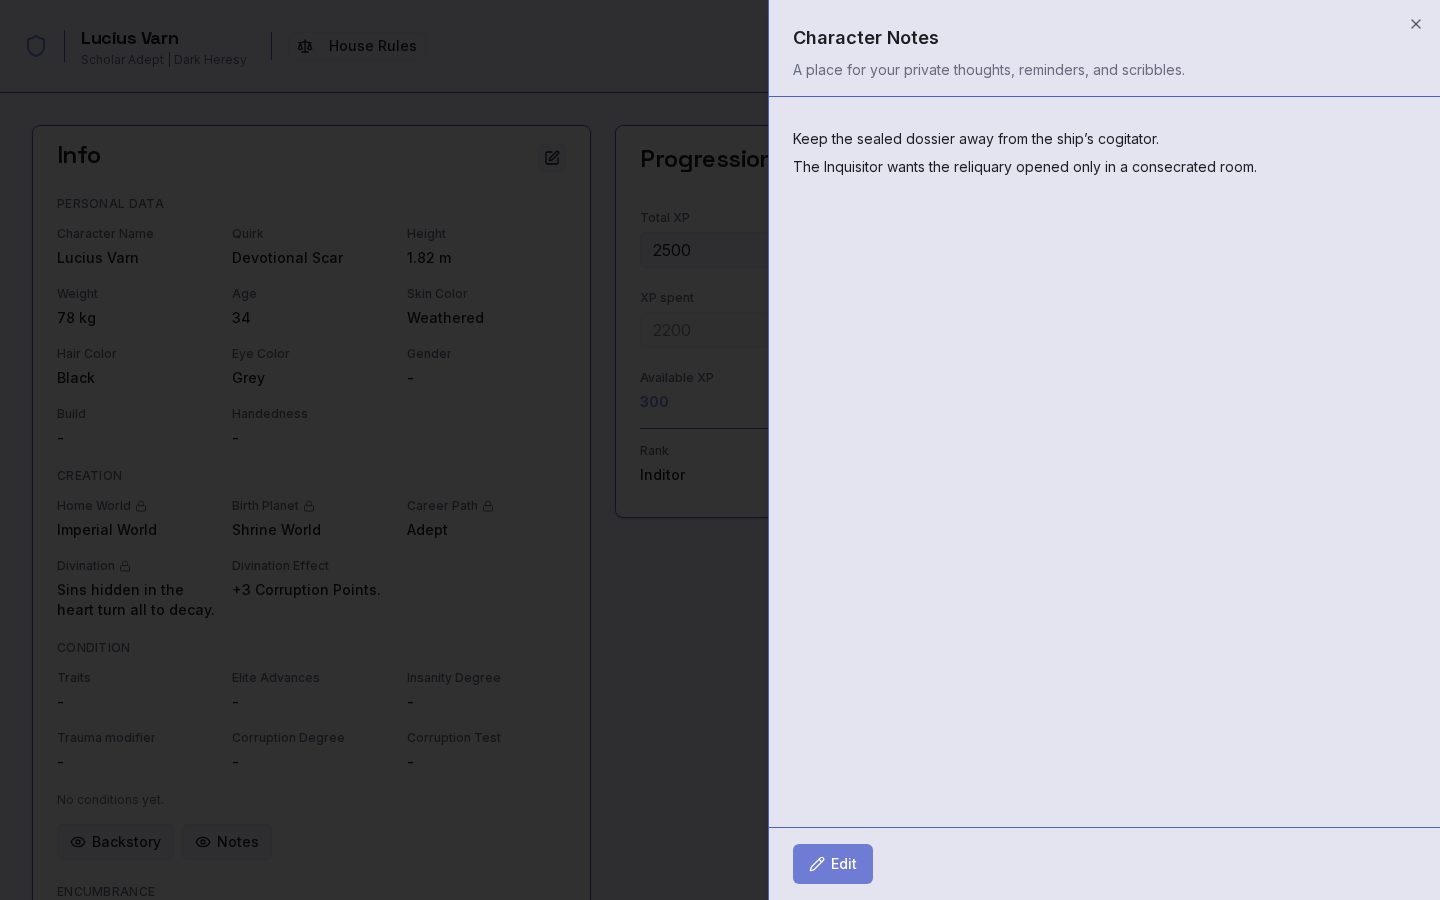 Lucius Varn
Scholar Adept | Dark Heresy
House Rules
Info
PERSONAL DATA
Character Name
Quirk
Height
Lucius Varn
Devotional Scar
1.82 m
Weight
Age
Skin Color
78 kg
34
Weathered
Hair Color
Eye Color
Gender
Black
Grey
-
Build
Handedness
-
-
CREATION
Home World
Birth Planet
Career Path
Imperial World
Shrine World
Adept
Divination
Divination Effect
Sins hidden in the
heart turn all to decay.
+3 Corruption Points.
CONDITION
Traits
Elite Advances
Insanity Degree
-
-
-
Trauma modifier
Corruption Degree
Corruption Test
-
-
-
No conditions yet.
Backstory
Notes
ENCUMBRANCE
Progression
Total XP
2500
XP spent
2200
Available XP
300
Rank
Inditor
Character Notes
A place for your private thoughts, reminders, and scribbles.
Keep the sealed dossier away from the ship’s cogitator.
The Inquisitor wants the reliquary opened only in a consecrated room.
Edit